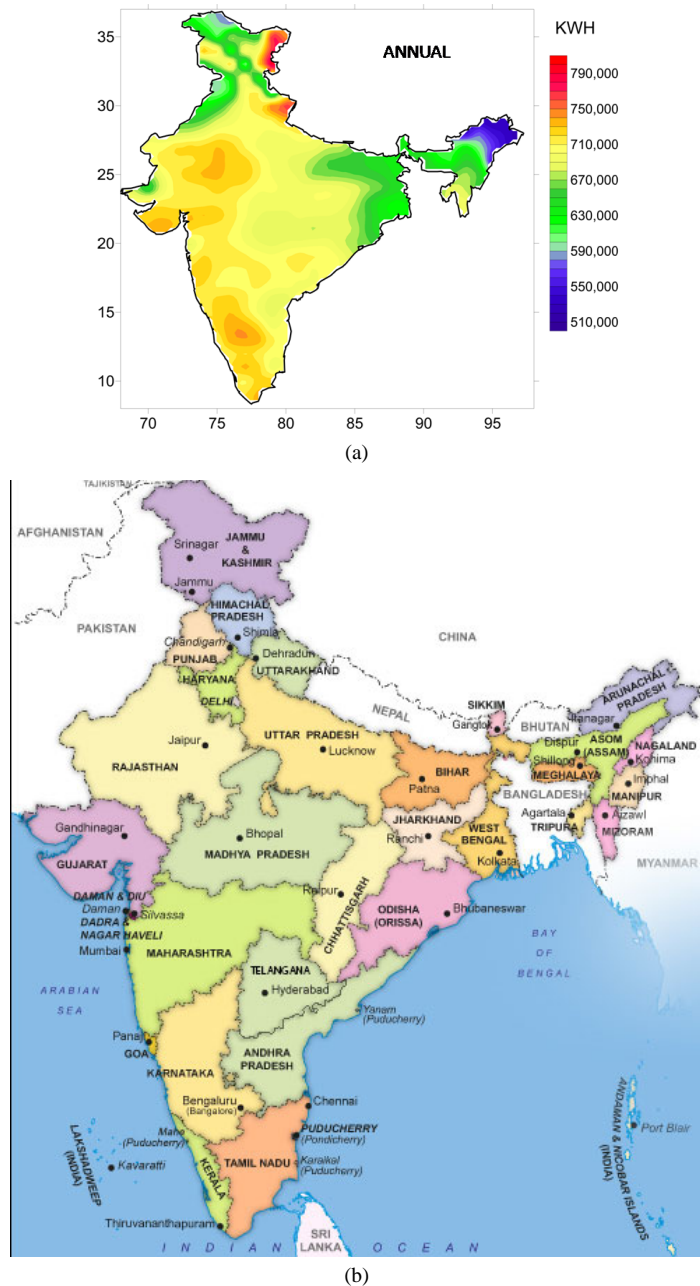 KWH
ANNUAL
35
30
25
20
15
10
790,000
750,000
710,000
670,000
630,000
590,000
550,000
510,000
70 75 80 85 90 95
(a)
TAJIKISTAN
AFGHANISTAN
Srinagar
JAMMU
&
KASHMIR
Jammu
HIMACHAL
PRADESH
Shimla
PAKISTAN
CHINA
Chandigarh
PUNJAB
Dehradun
UTTARAKHAND
HARYANA
DELHI
ARUNACHAL
PRADESH
SIKKIM
Gangtok
NEPAL
BHUTAN
Itanagar
Jaipur
UTTAR PRADESH
Lucknow
RAJASTHAN
Dispur
ASOM
(ASSAM)
NAGALAND
Kohima
Shillong
MEGHALAYA
BIHAR
Patna
Imphal
MANIPUR
BANGLADESH
JHARKHAND
Ranchi
Agartala
TRIPURA
Aizawl
MIZORAM
Gandhinagar
Bhopal
MADHYA PRADESH
WEST
BENGAL
Kolkata
GUJARAT
MYANMAR
DAMAN & DIU
Daman
Silvassa
DADRA &
NAGAR HAVELI
Raipur
CHHATTISGARH
ODISHA
(ORISSA)
Bhubaneswar
Mumbai
MAHARASHTRA
BAY
OF
BENGAL
TELANGANA
Hyderabad
ARABIAN
SEA
Yanam
(Puducherry)
Panaji
GOA
KARNATAKA
ANDHRA
PRADESH
Bengaluru
(Bangalore)
Chennai
Mahe
(Puducherry)
PUDUCHERRY
(Pondicherry)
LAKSHADWEEP
(INDIA)
Kavaratti
KERALA
TAMIL NADU
Karaikal
(Puducherry)
ANDAMAN & NICOBAR ISLANDS
(INDIA)
Port Blair
Thiruvananthapuram
SRI
LANKA
INDIAN OCEAN
(b)